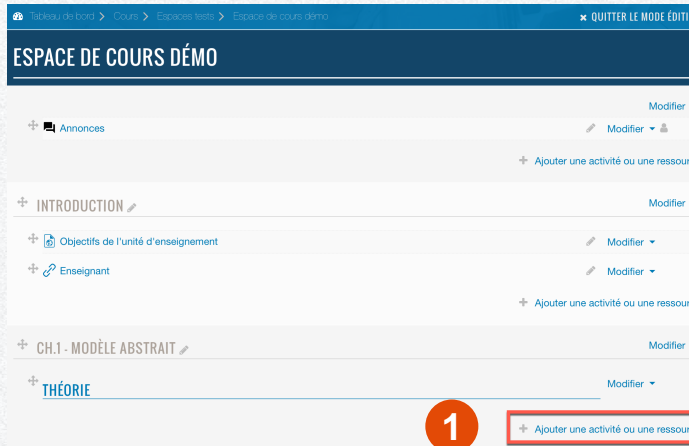 Tableau de bord > Cours > Espaces tests > Espace de cours démo
✖ QUITTER LE MODE ÉDITI
ESPACE DE COURS DÉMO
Modifier
Annonces
Modifier
+ Ajouter une activité ou une ressour
INTRODUCTION
Modifier
Objectifs de l'unité d'enseignement
Modifier
Enseignant
Modifier
+ Ajouter une activité ou une ressour
CH.1 - MODÈLE ABSTRAIT
Modifier
THÉORIE
Modifier
1
+ Ajouter une activité ou une ressour